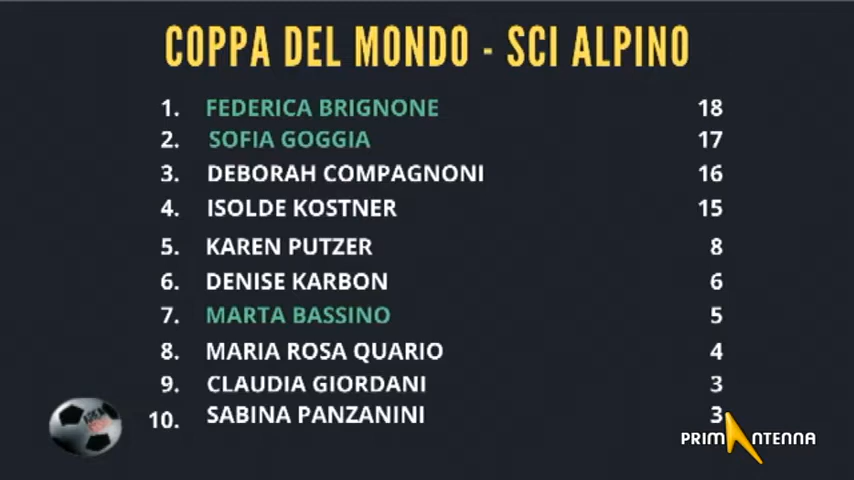 COPPA DEL MONDO - SCI ALPINO
1. FEDERICA BRIGNONE 18
2. SOFIA GOGGIA 17
3. DEBORAH COMPAGNONI 16
4. ISOLDE KOSTNER 15
5. KAREN PUTZER 8
6. DENISE KARBON 6
7. MARTA BASSINO 5
8. MARIA ROSA QUARIO 4
9. CLAUDIA GIORDANI 3
10. SABINA PANZANINI 3
PRIMANTENNA